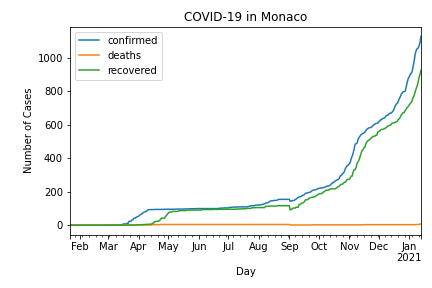 COVID-19 in Monaco
confirmed
deaths
recovered
Number of Cases
1000
800
600
400
200
0
Feb Mar Apr May Jun Jul Aug Sep Oct Nov Dec Jan
2021
Day